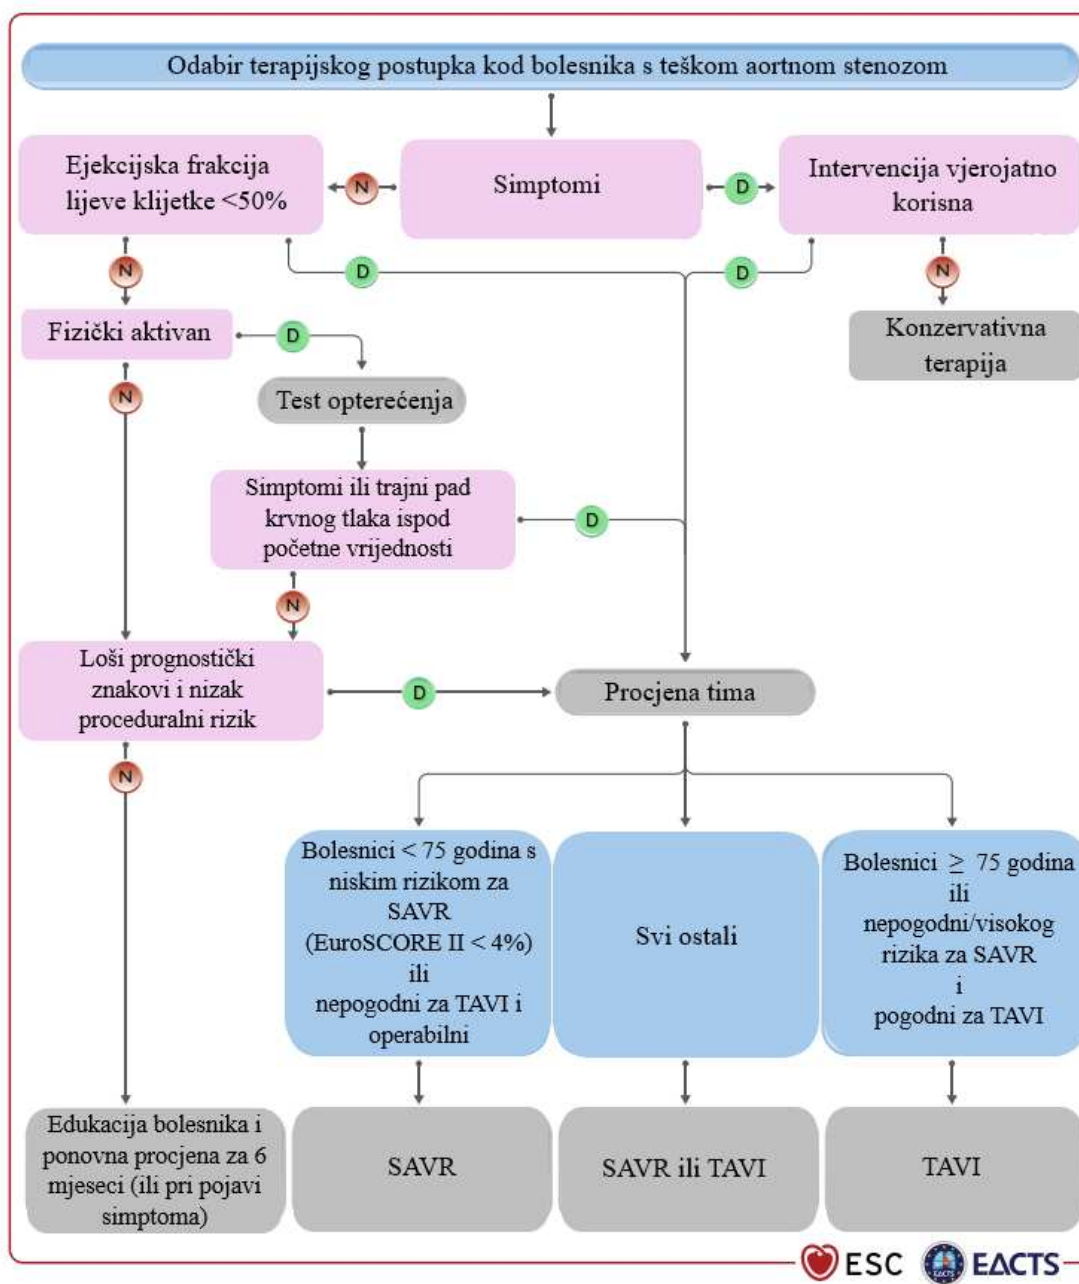 Odabir terapijskog postupka kod bolesnika s teškom aortnom stenozom
Ejekcijska frakcija
lijeve klijetke <50%
N
Simptomi
D
Intervencija vjerojatno
korisna
N
D
D
N
Fizički aktivan
D
Konzervativna
terapija
N
Test opterećenja
Simptomi ili trajni pad
krvnog tlaka ispod
početne vrijednosti
D
N
Loši prognostički
znakovi i nizak
proceduralni rizik
D
Procjena tima
N
Bolesnici < 75 godina s
niskim rizikom za
SAVR
(EuroSCORE II < 4%)
ili
nepogodni za TAVI i
operabilni
Svi ostali
Bolesnici ≥ 75 godina
ili
nepogodni/visokog
rizika za SAVR
i
pogodni za TAVI
Edukacija bolesnika i
ponovna procjena za 6
mjeseci (ili pri pojavi
simptoma)
SAVR
SAVR ili TAVI
TAVI
ESC
EACTS